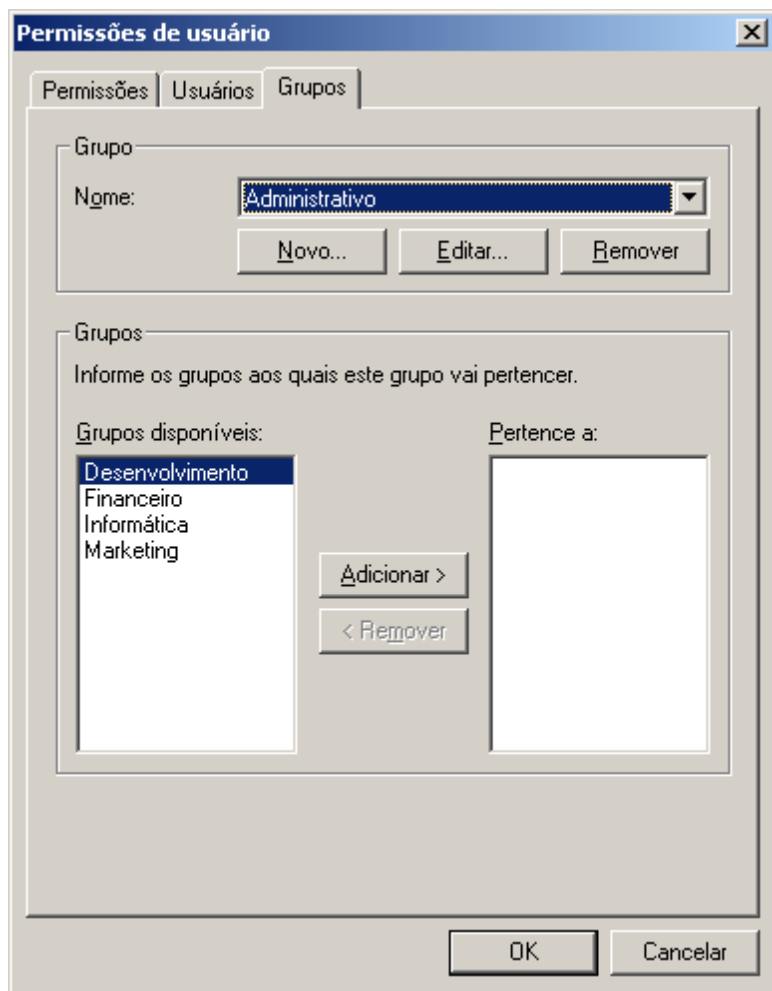 Permissões de usuário
Permissões Usuários Grupos
Grupo
Nome: Administrativo
Novo... Editar... Remover
Grupos
Informe os grupos aos quais este grupo vai pertencer.
Grupos disponíveis: Pertence a:
Desenvolvimento
Financeiro
Informática
Marketing
Adicionar >
< Remover
OK Cancelar